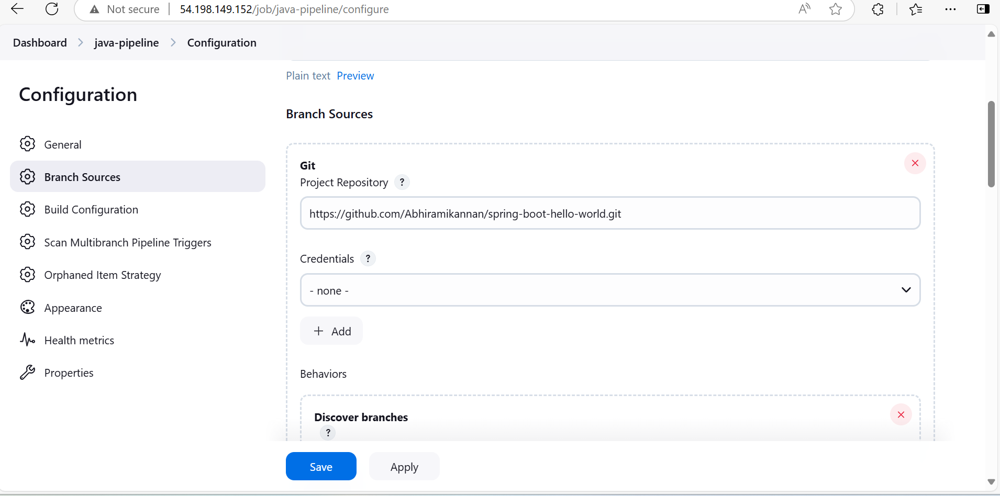 Not secure 54.198.149.152/job/java-pipeline/configure
Dashboard java-pipeline Configuration
Plain text Preview
Configuration
General
Branch Sources
Build Configuration
Scan Multibranch Pipeline Triggers
Orphaned Item Strategy
Appearance
Health metrics
Properties
Branch Sources
Git
Project Repository ?
https://github.com/Abhiramikannan/spring-boot-hello-world.git
Credentials ?
- none -
+ Add
Behaviors
Discover branches
?
Save Apply